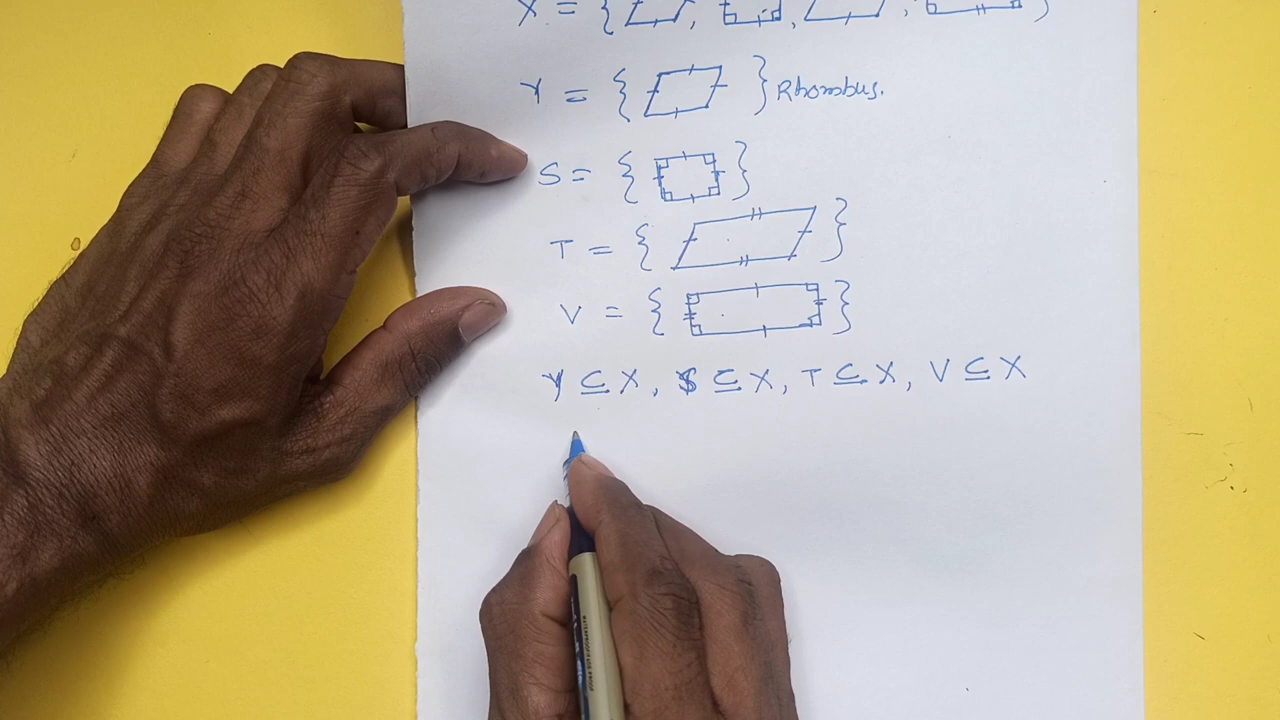 X = { , , , }
Y = { } Rhombus.
S = { }
T = { }
V = { }
Y ⊆ X, S ⊆ X, T ⊆ X, V ⊆ X